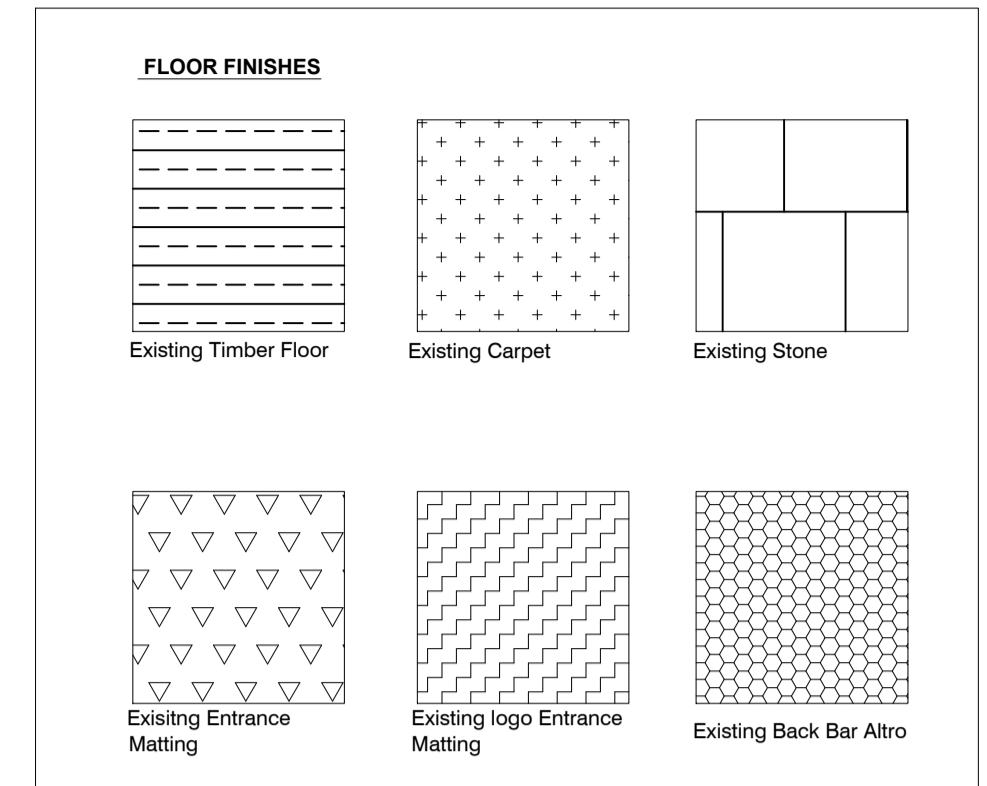 FLOOR FINISHES
Existing Timber Floor
Existing Carpet
Existing Stone
Exisitng Entrance
Matting
Existing logo Entrance
Matting
Existing Back Bar Altro